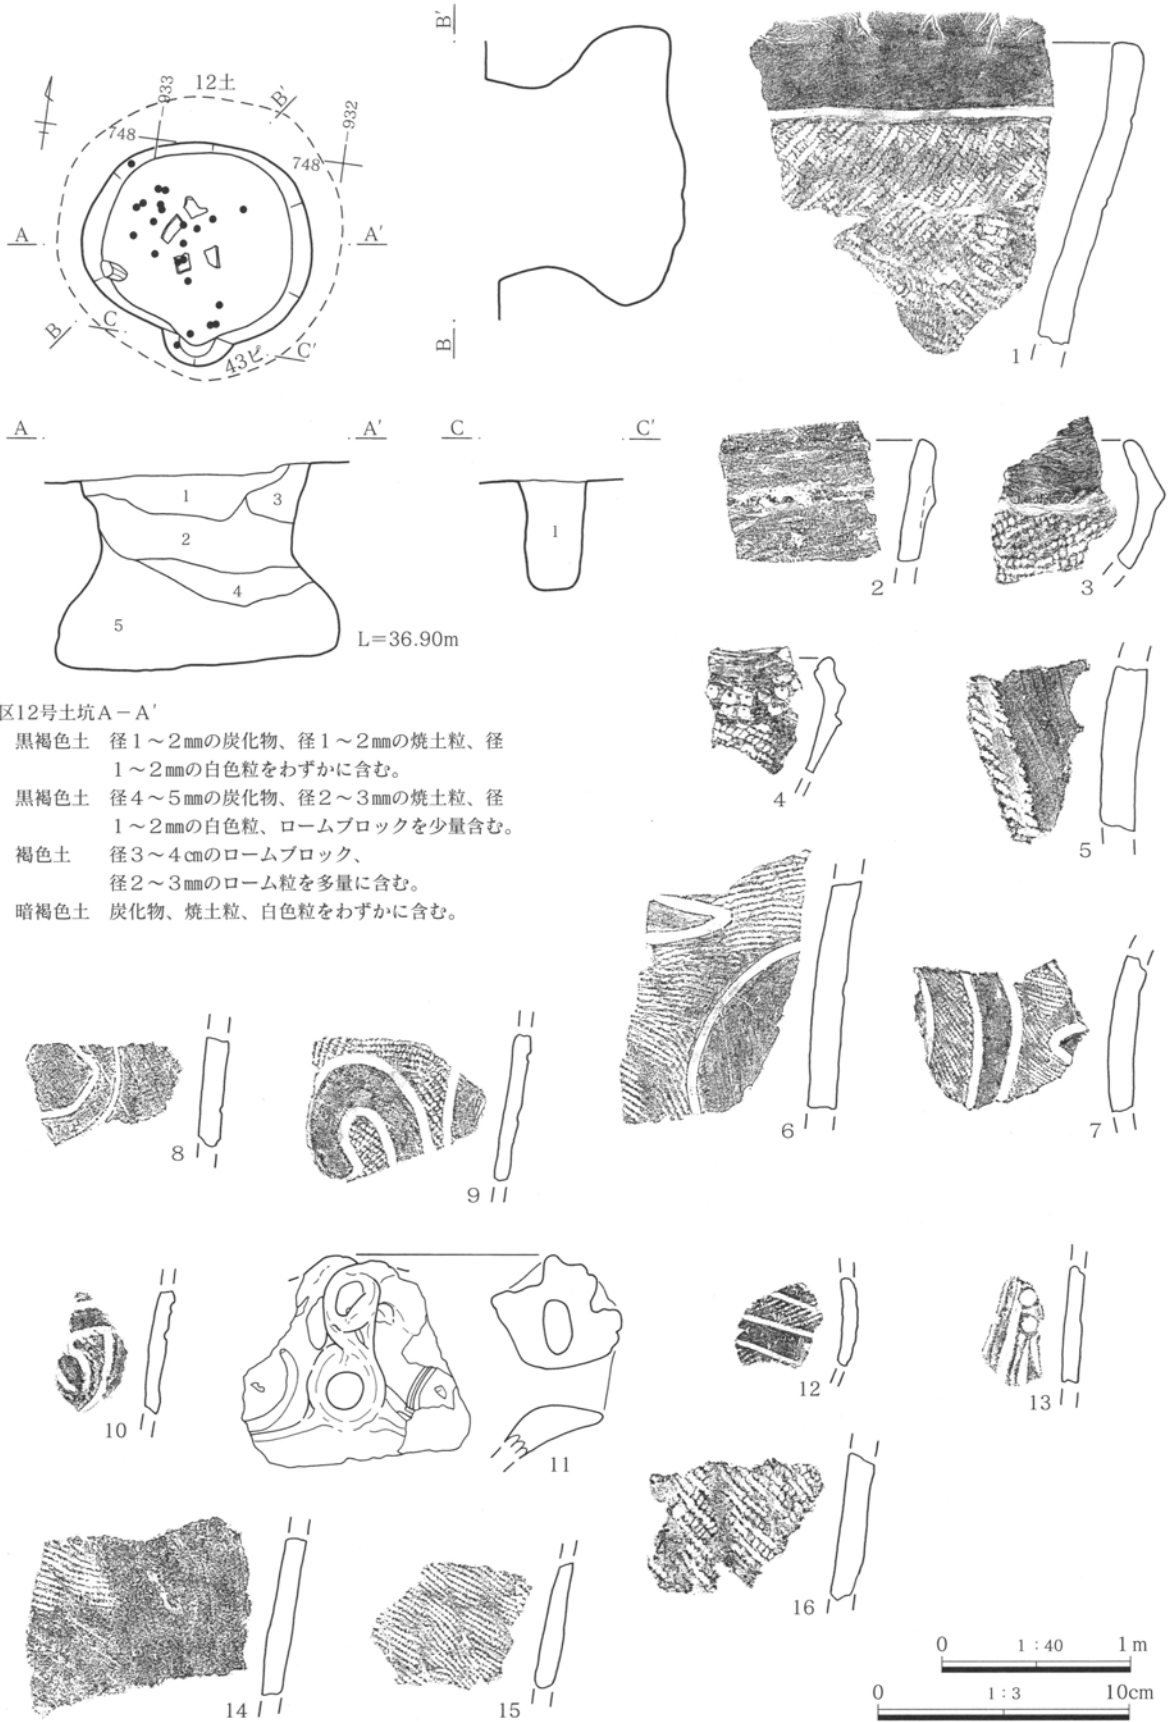 12土
933
932
748
748
B′
B′
A
A′
B
C
C′
43ピ
B
1
A
A′
C
C′
1
3
2
4
5
1
L=36.90m
2
3
4
5
区12号土坑A－A′
黒褐色土 径1～2㎜の炭化物、径1～2㎜の焼土粒、径
1～2㎜の白色粒をわずかに含む。
黒褐色土 径4～5㎜の炭化物、径2～3㎜の焼土粒、径
1～2㎜の白色粒、ロームブロックを少量含む。
褐色土 径3～4㎝のロームブロック、
径2～3㎜のローム粒を多量に含む。
暗褐色土 炭化物、焼土粒、白色粒をわずかに含む。
6
7
8
9
10
11
12
13
14
15
16
0 1：40 1m
0 1：3 10cm